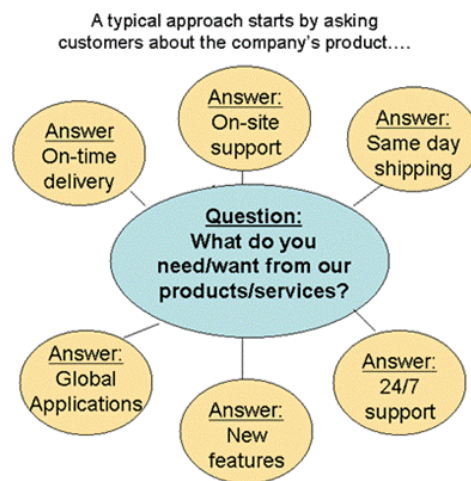 A typical approach starts by asking
customers about the company's product....
Answer:
On-site
support
Answer
On-time
delivery
Answer:
Same day
shipping
Question:
What do you
need/want from our
products/services?
Answer:
Global
Applications
Answer:
New
features
Answer:
24/7
support